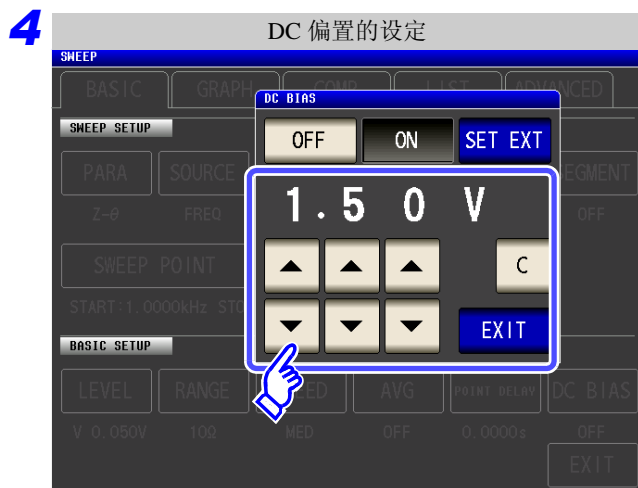 4
DC 偏置的设定
SWEEP
BASIC GRAPH COMP LIST ADVANCED
DC BIAS
SWEEP SETUP
OFF ON SET EXT
PARA SOURCE SEGMENT
1.50 V
Z-θ FREQ OFF
SWEEP POINT
C
START:1.0000kHz STO
EXIT
BASIC SETUP
LEVEL RANGE SPEED AVG POINT DELAY DC BIAS
V 0.050V 10Ω MED OFF 0.0000s OFF
EXIT